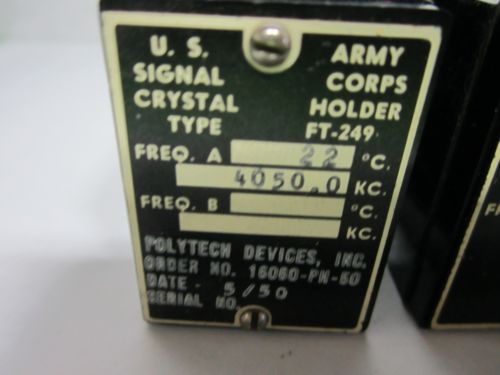 U. S. ARMY
SIGNAL CORPS
CRYSTAL HOLDER
TYPE FT-249
FREQ. A 22 °C.
4050.0 KC.
FREQ. B °C.
KC.
POLYTECH DEVICES, INC.
ORDER NO. 16060-PH-50
DATE 5/50
SERIAL NO.